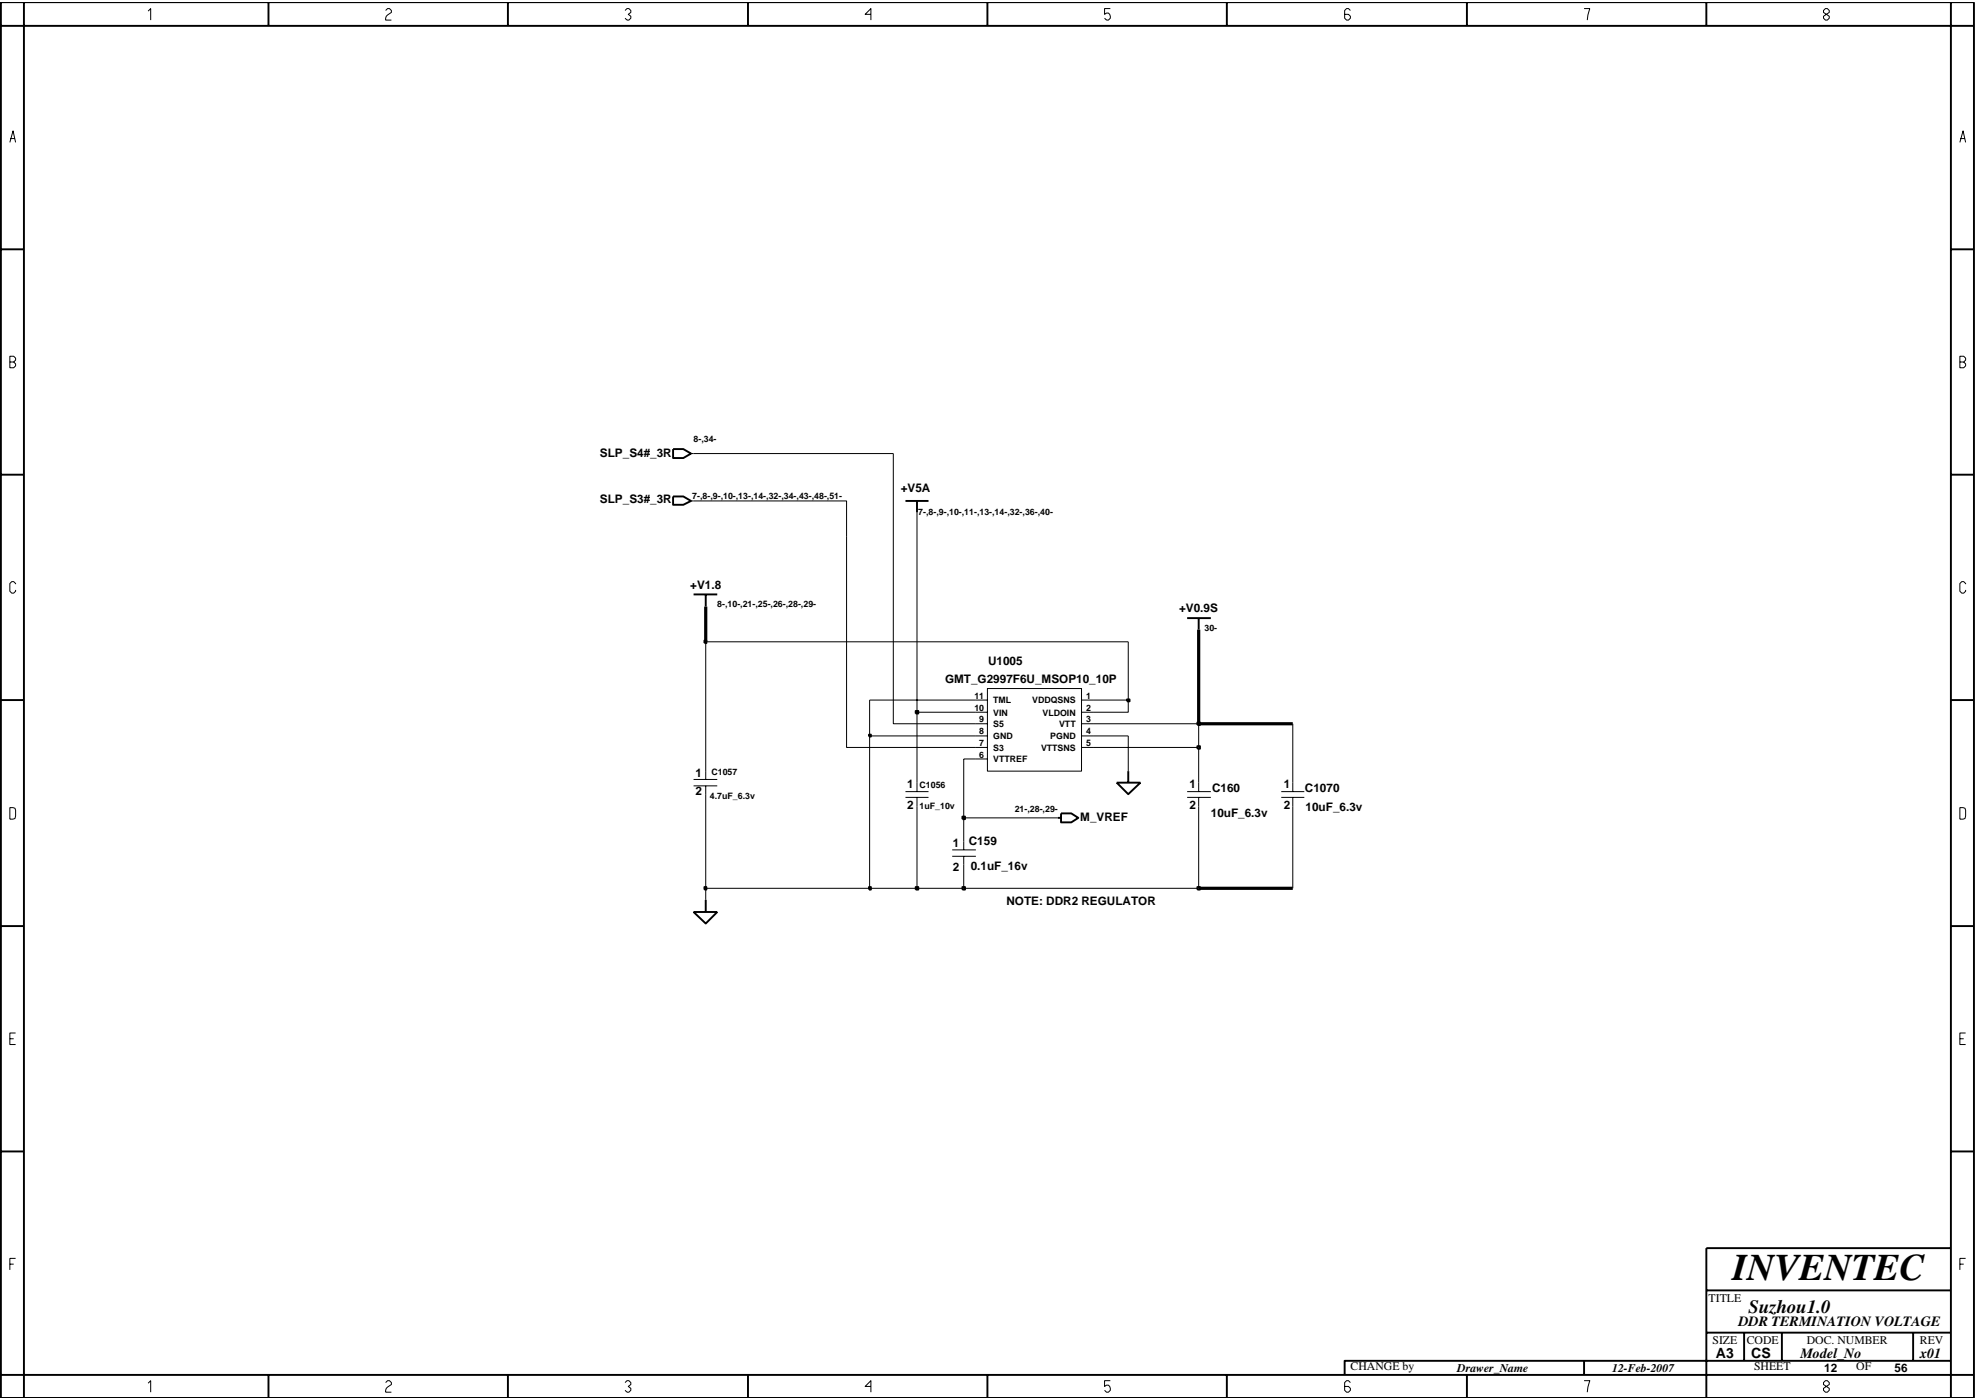 1 2 3 4 5 6 7 8
A A
B B
8-,34-
SLP_S4#_3R
+V5A
SLP_S3#_3R 7-,8-,9-,10-,13-,14-,32-,34-,43-,48-,51-
7-,8-,9-,10-,11-,13-,14-,32-,36-,40-
+V1.8
C C
8-,10-,21-,25-,26-,28-,29-
+V0.9S
30-
U1005
GMT_G2997F6U_MSOP10_10P
11 TML VDDQSNS 1
10 VIN VLDOIN 2
9 S5 VTT 3
8 GND PGND 4
7 S3 VTTSNS 5
6 VTTREF
1 C1057
2 4.7uF_6.3v
1 C1056
2 1uF_10v
1 C160
2 10uF_6.3v
1 C1070
2 10uF_6.3v
D D
21-,28-,29-
M_VREF
1 C159
2 0.1uF_16v
NOTE: DDR2 REGULATOR
E E
F F
INVENTEC
TITLE
Suzhou1.0
DDR TERMINATION VOLTAGE
SIZE CODE DOC. NUMBER REV
A3 CS Model_No x01
CHANGE by Drawer_Name 12-Feb-2007 SHEET 12 OF 56
1 2 3 4 5 6 7 8